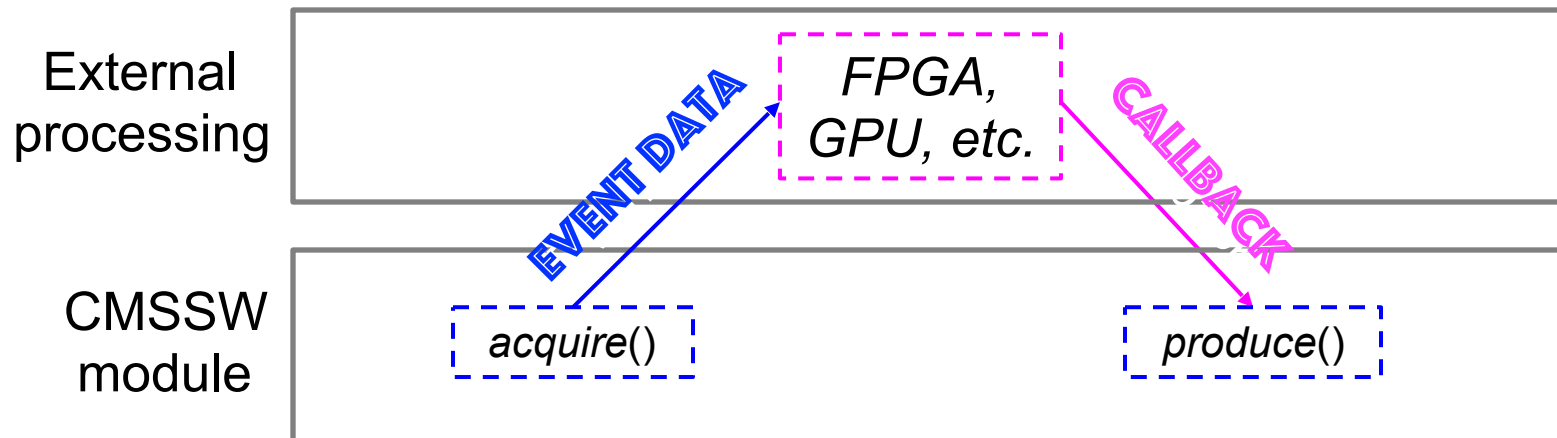 External
processing
FPGA,
GPU, etc.
EVENT DATA
CALLBACK
CMSSW
module
acquire()
produce()